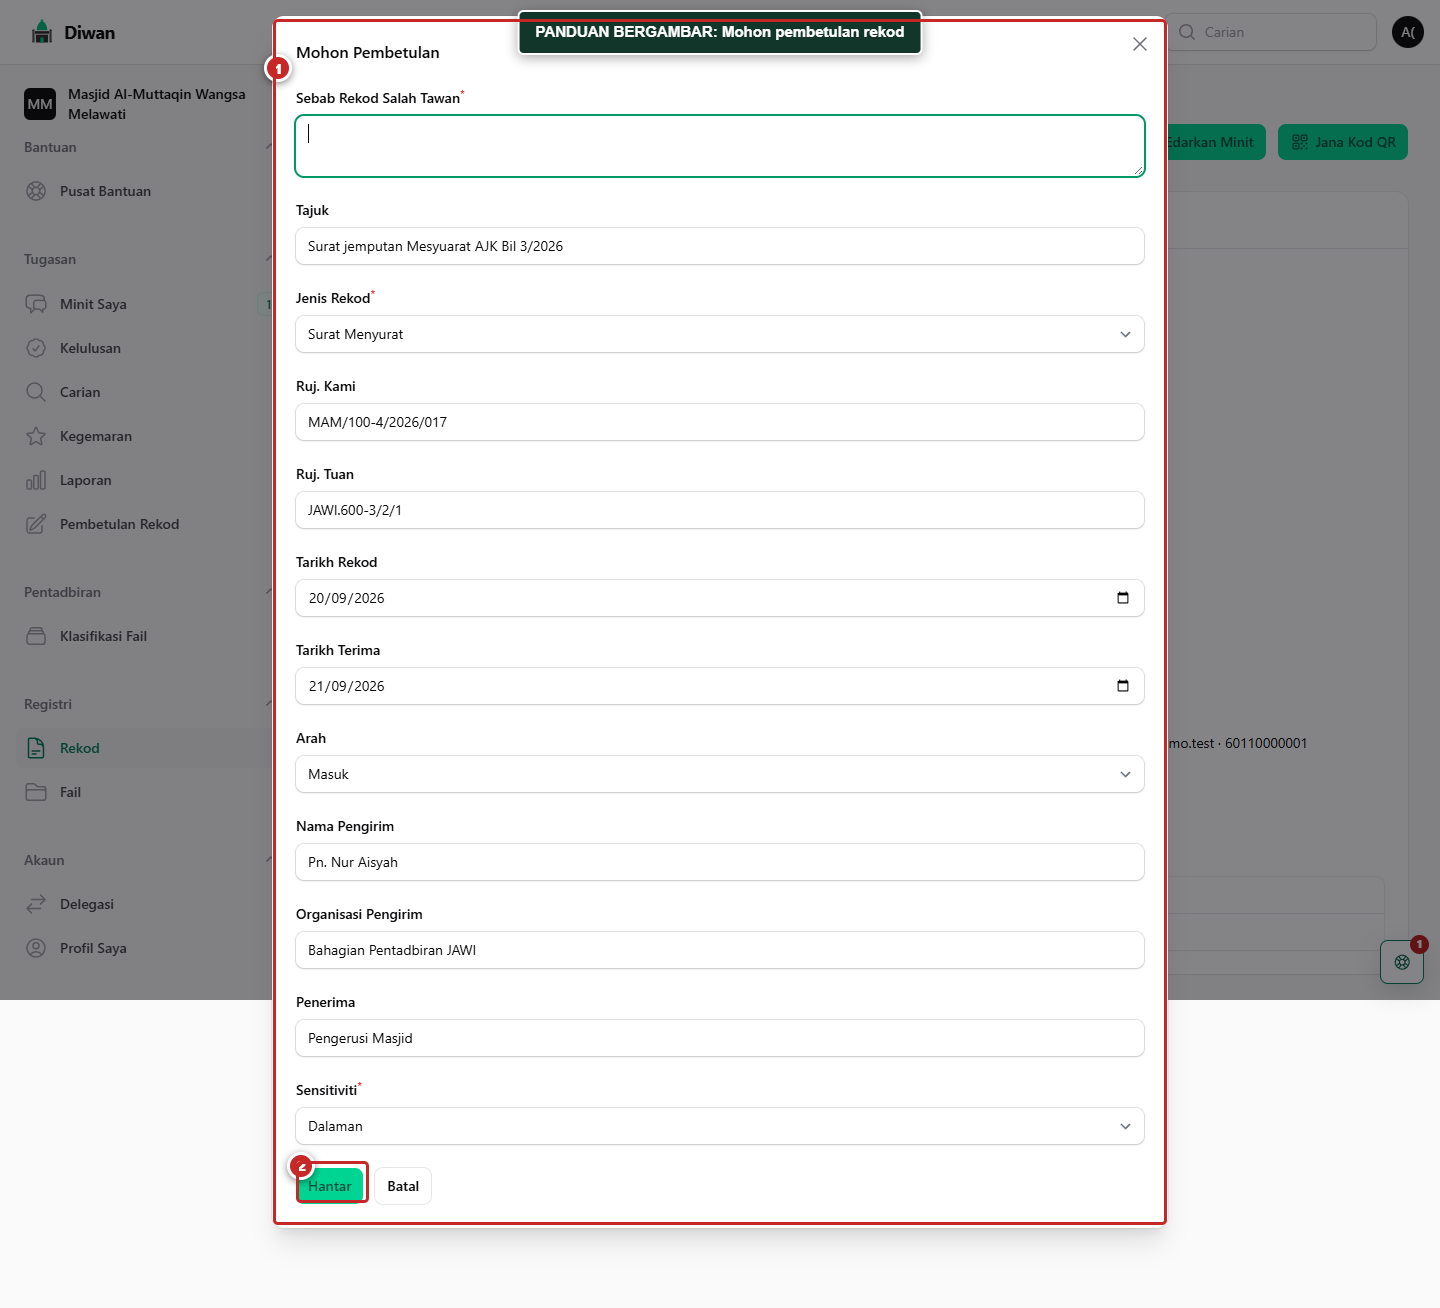 Diwan
PANDUAN BERGAMBAR: Mohon pembetulan rekod
Carian
A(
MM
Masjid Al-Muttaqin Wangsa
Melawati
Bantuan
Pusat Bantuan
Tugasan
Minit Saya
1
Kelulusan
Carian
Kegemaran
Laporan
Pembetulan Rekod
Pentadbiran
Klasifikasi Fail
Registri
Rekod
Fail
Akaun
Delegasi
Profil Saya
1
Mohon Pembetulan
Sebab Rekod Salah Tawan*
Tajuk
Surat jemputan Mesyuarat AJK Bil 3/2026
Jenis Rekod*
Surat Menyurat
Ruj. Kami
MAM/100-4/2026/017
Ruj. Tuan
JAWI.600-3/2/1
Tarikh Rekod
20/09/2026
Tarikh Terima
21/09/2026
Arah
Masuk
Nama Pengirim
Pn. Nur Aisyah
Organisasi Pengirim
Bahagian Pentadbiran JAWI
Penerima
Pengerusi Masjid
Sensitiviti*
Dalaman
2
Hantar
Batal
Edarkan Minit
Jana Kod QR
mo.test · 60110000001
1